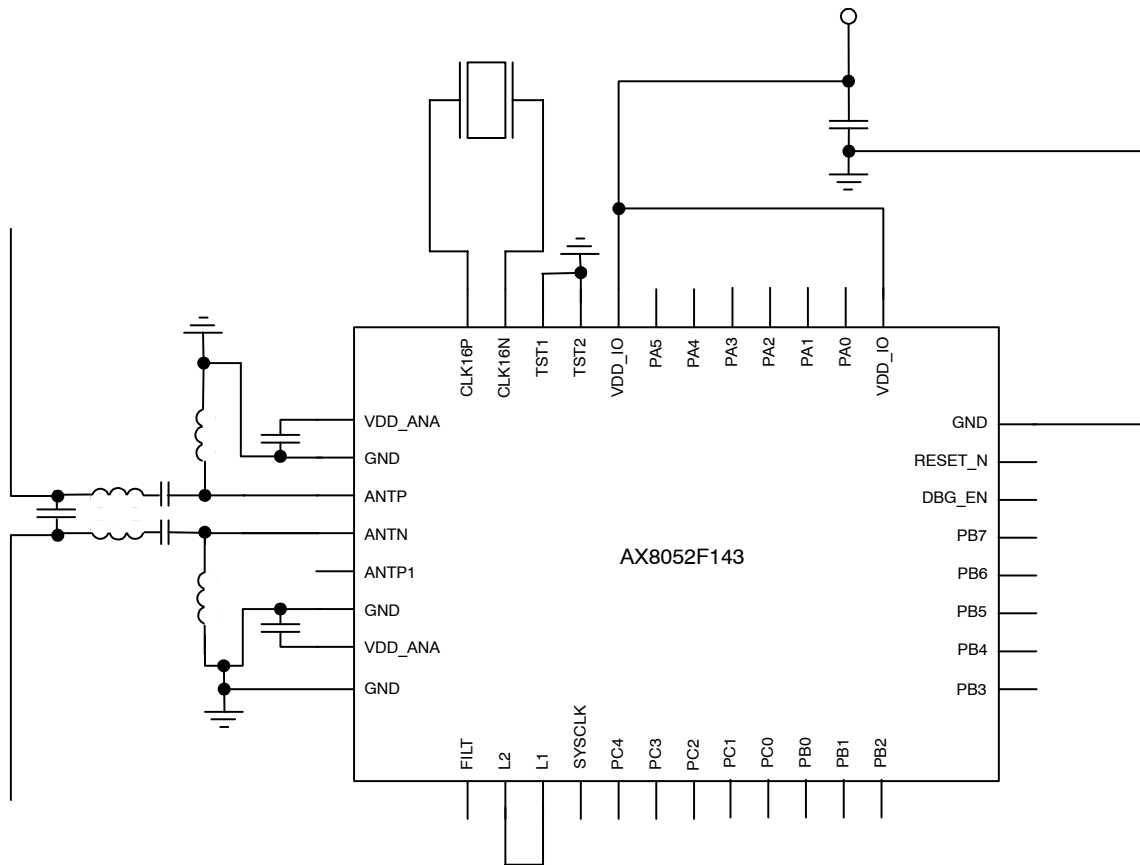 CLK16P
CLK16N
TST1
TST2
VDD_IO
PA5
PA4
PA3
PA2
PA1
PA0
VDD_IO
VDD_ANA
GND
ANTP
ANTN
ANTP1
GND
VDD_ANA
GND
AX8052F143
GND
RESET_N
DBG_EN
PB7
PB6
PB5
PB4
PB3
FILT
L2
L1
SYSCLK
PC4
PC3
PC2
PC1
PC0
PB0
PB1
PB2